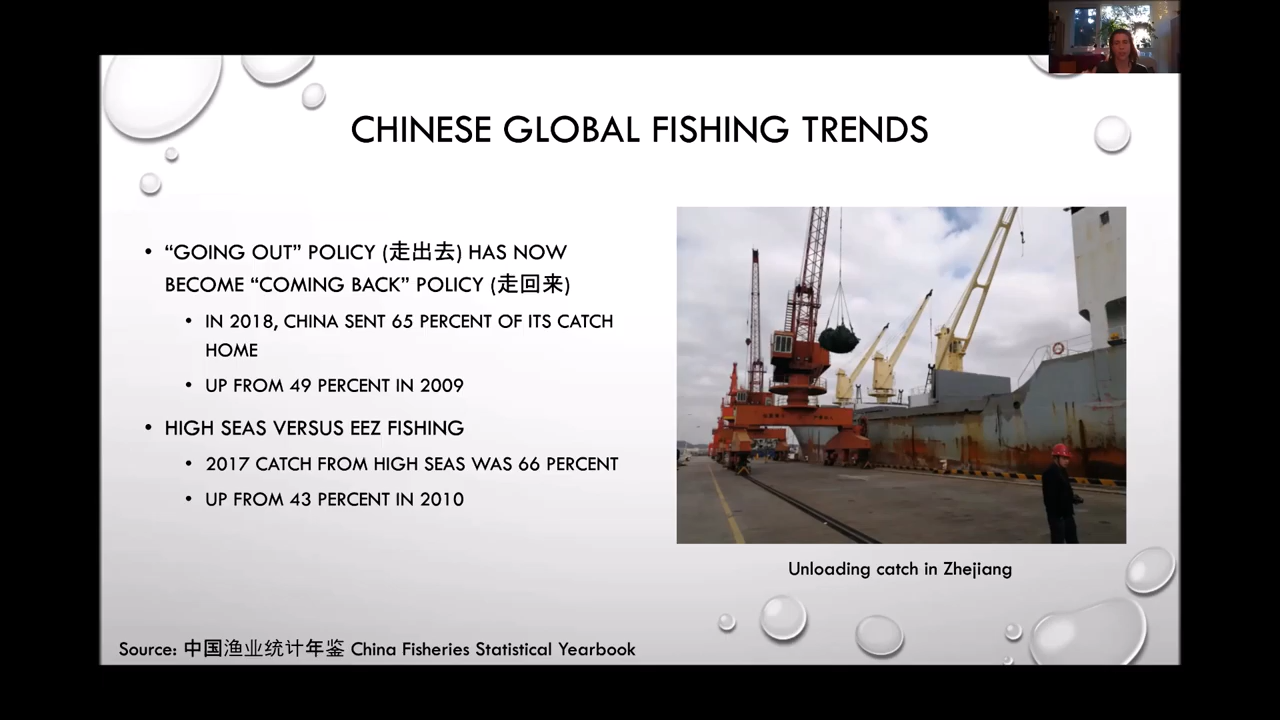 CHINESE GLOBAL FISHING TRENDS
• “GOING OUT” POLICY (走出去) HAS NOW
BECOME “COMING BACK” POLICY (走回来)
• IN 2018, CHINA SENT 65 PERCENT OF ITS CATCH
HOME
• UP FROM 49 PERCENT IN 2009
• HIGH SEAS VERSUS EEZ FISHING
• 2017 CATCH FROM HIGH SEAS WAS 66 PERCENT
• UP FROM 43 PERCENT IN 2010
Unloading catch in Zhejiang
Source: 中国渔业统计年鉴 China Fisheries Statistical Yearbook